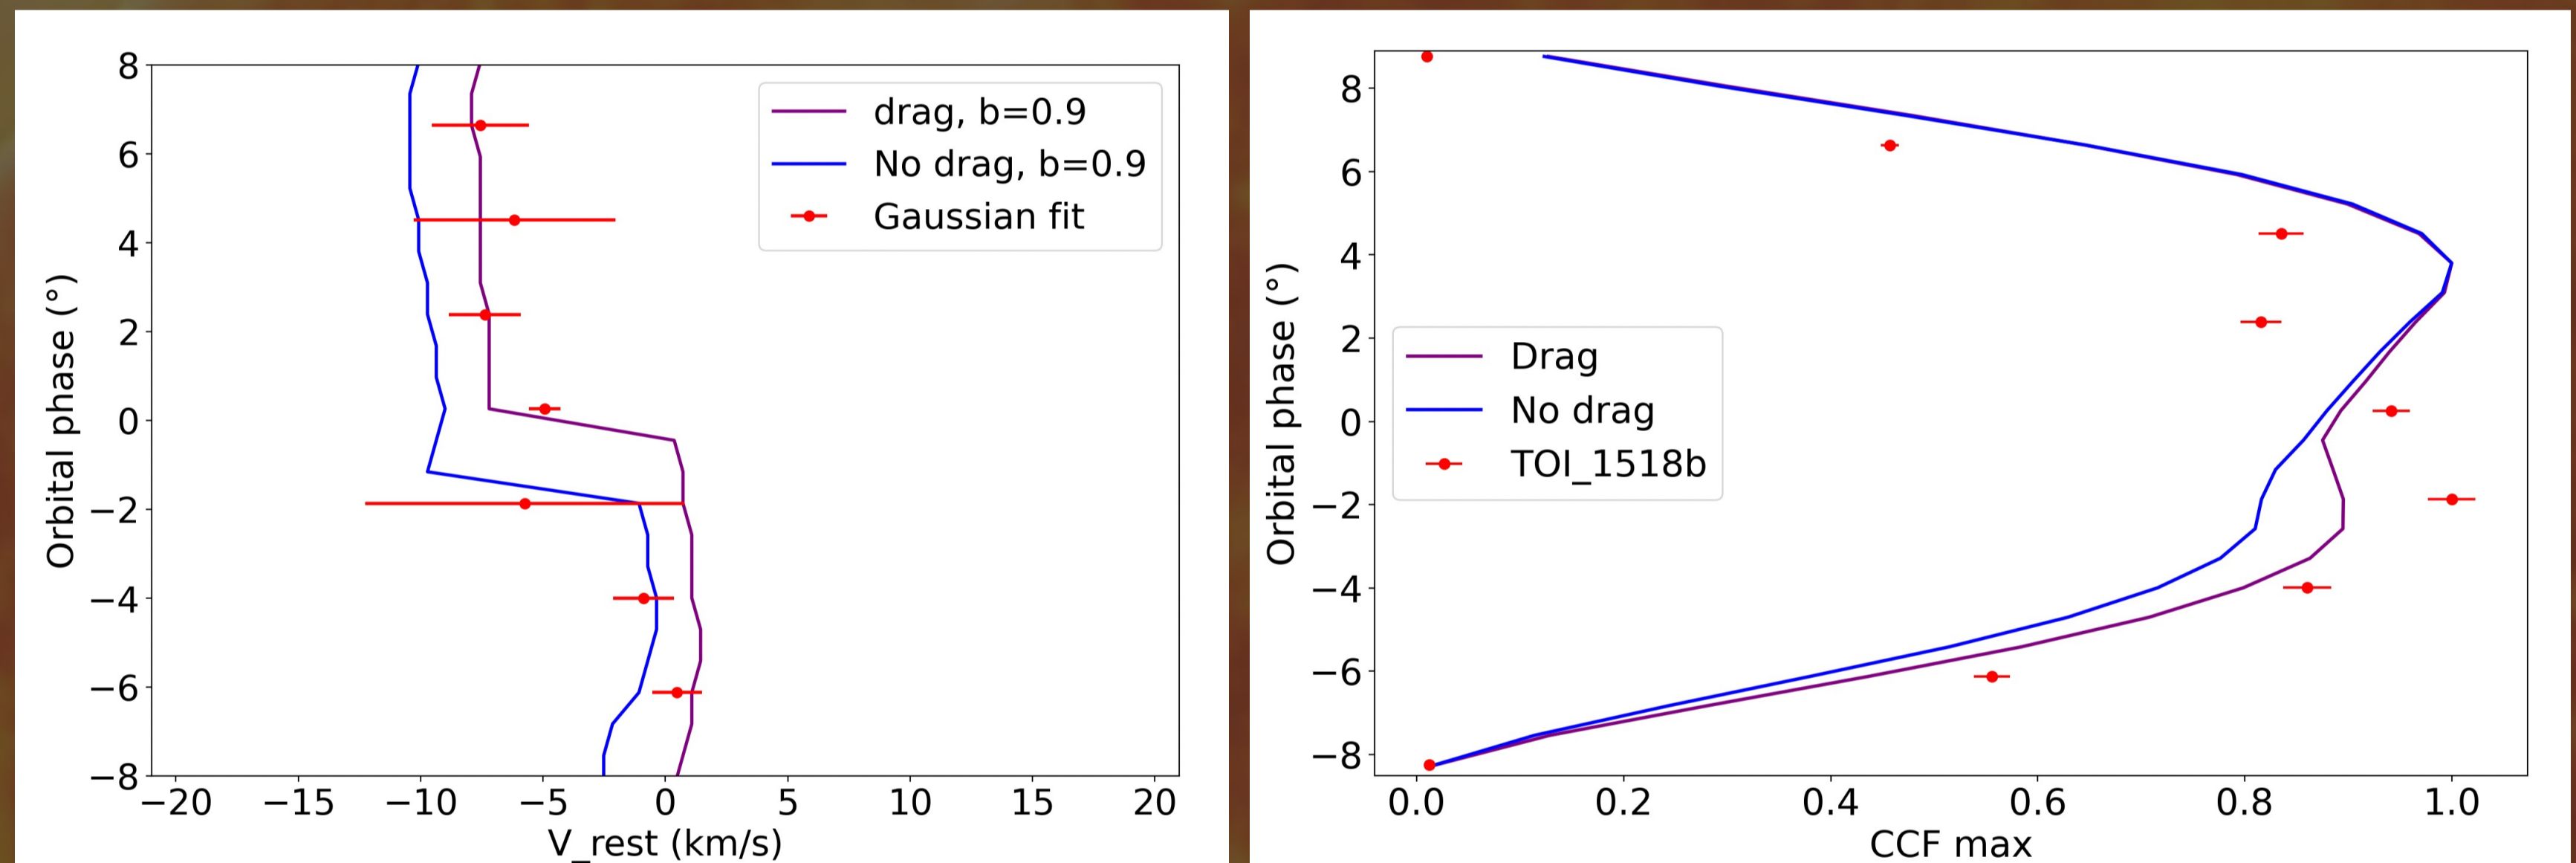 8
6
4
2
0
−2
−4
−6
−8
Orbital phase (°)
drag, b=0.9
No drag, b=0.9
Gaussian fit
−20 −15 −10 −5 0 5 10 15 20
V_rest (km/s)
8
6
4
2
0
−2
−4
−6
−8
Orbital phase (°)
Drag
No drag
TOI_1518b
0.0 0.2 0.4 0.6 0.8 1.0
CCF max